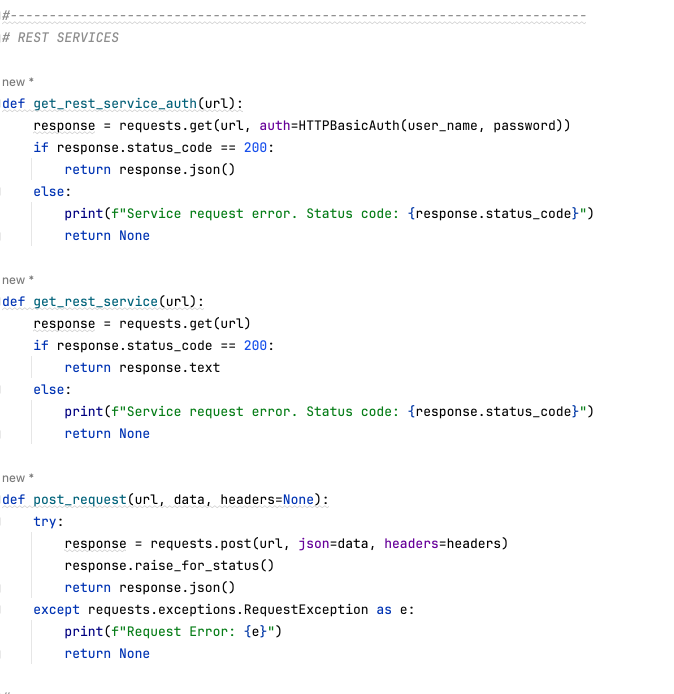 #--------------------------------------------------------------------------
# REST SERVICES
new *
def get_rest_service_auth(url):
    response = requests.get(url, auth=HTTPBasicAuth(user_name, password))
    if response.status_code == 200:
        return response.json()
    else:
        print(f"Service request error. Status code: {response.status_code}")
        return None
new *
def get_rest_service(url):
    response = requests.get(url)
    if response.status_code == 200:
        return response.text
    else:
        print(f"Service request error. Status code: {response.status_code}")
        return None
new *
def post_request(url, data, headers=None):
    try:
        response = requests.post(url, json=data, headers=headers)
        response.raise_for_status()
        return response.json()
    except requests.exceptions.RequestException as e:
        print(f"Request Error: {e}")
        return None